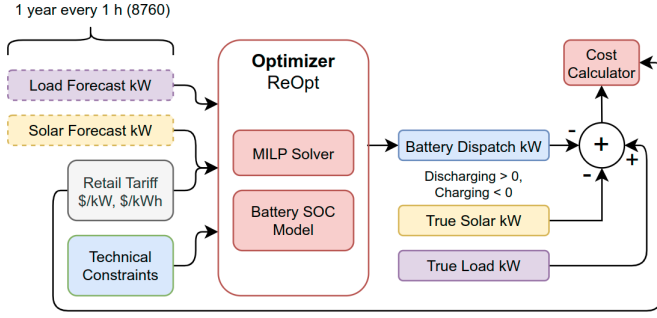 1 year every 1 h (8760)
Load Forecast kW
Solar Forecast kW
Retail Tariff
$/kW, $/kWh
Technical
Constraints
Optimizer
ReOpt
MILP Solver
Battery SOC
Model
Battery Dispatch kW
Discharging > 0,
Charging < 0
True Solar kW
True Load kW
Cost
Calculator
-
+
-
+